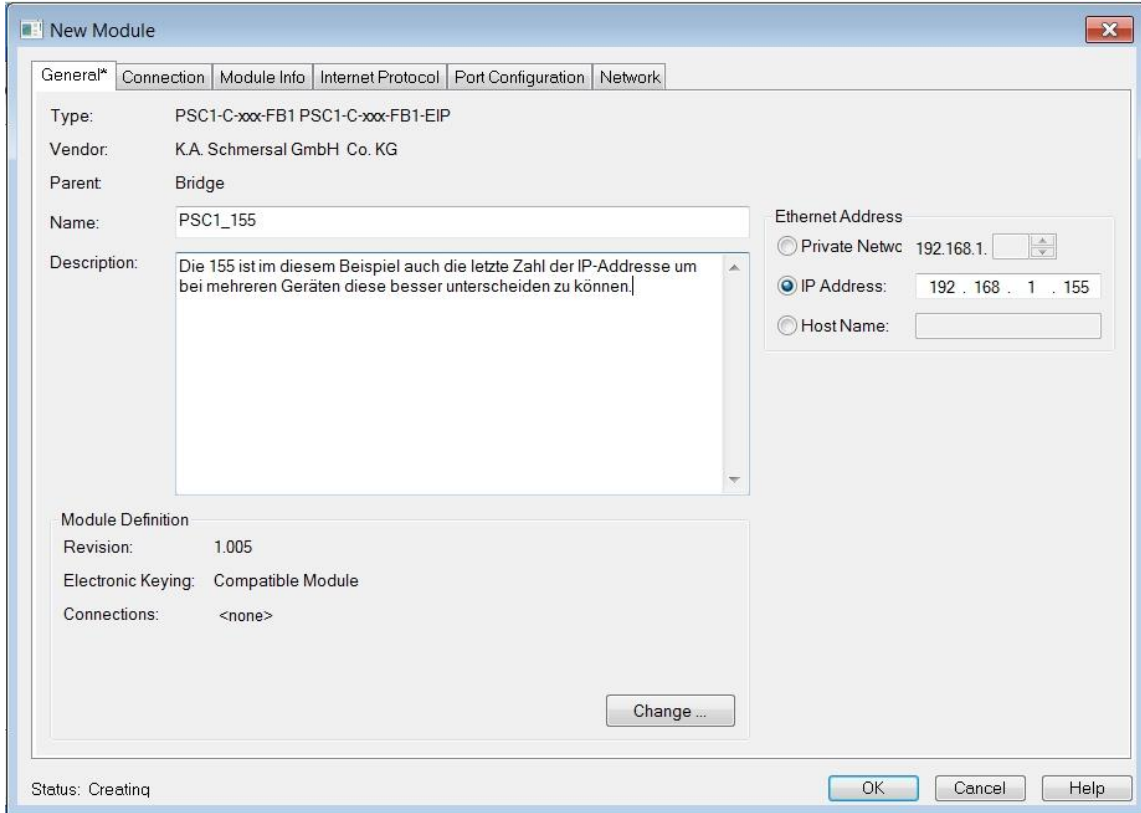 New Module
General* Connection Module Info Internet Protocol Port Configuration Network
Type: PSC1-C-xxx-FB1 PSC1-C-xxx-FB1-EIP
Vendor: K.A. Schmersal GmbH Co. KG
Parent: Bridge
Name: PSC1_155
Description: Die 155 ist im diesem Beispiel auch die letzte Zahl der IP-Addresse um
bei mehreren Geräten diese besser unterscheiden zu können.
Ethernet Address
Private Netwc 192.168.1.
IP Address: 192 . 168 . 1 . 155
Host Name:
Module Definition
Revision: 1.005
Electronic Keying: Compatible Module
Connections: <none>
Change ...
Status: Creating
OK Cancel Help